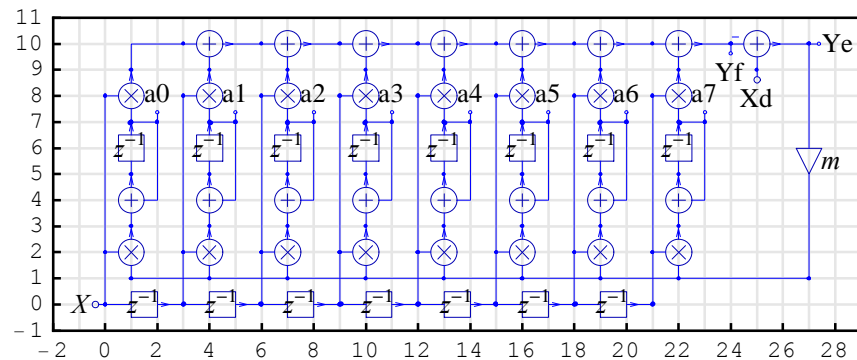 11
10
Ye
Yf
Xd
9
8
a0 a1 a2 a3 a4 a5 a6 a7
7
6
z⁻¹ z⁻¹ z⁻¹ z⁻¹ z⁻¹ z⁻¹ z⁻¹ z⁻¹
m
5
4
3
2
1
0
X
z⁻¹ z⁻¹ z⁻¹ z⁻¹ z⁻¹ z⁻¹ z⁻¹
-1
-2 0 2 4 6 8 10 12 14 16 18 20 22 24 26 28